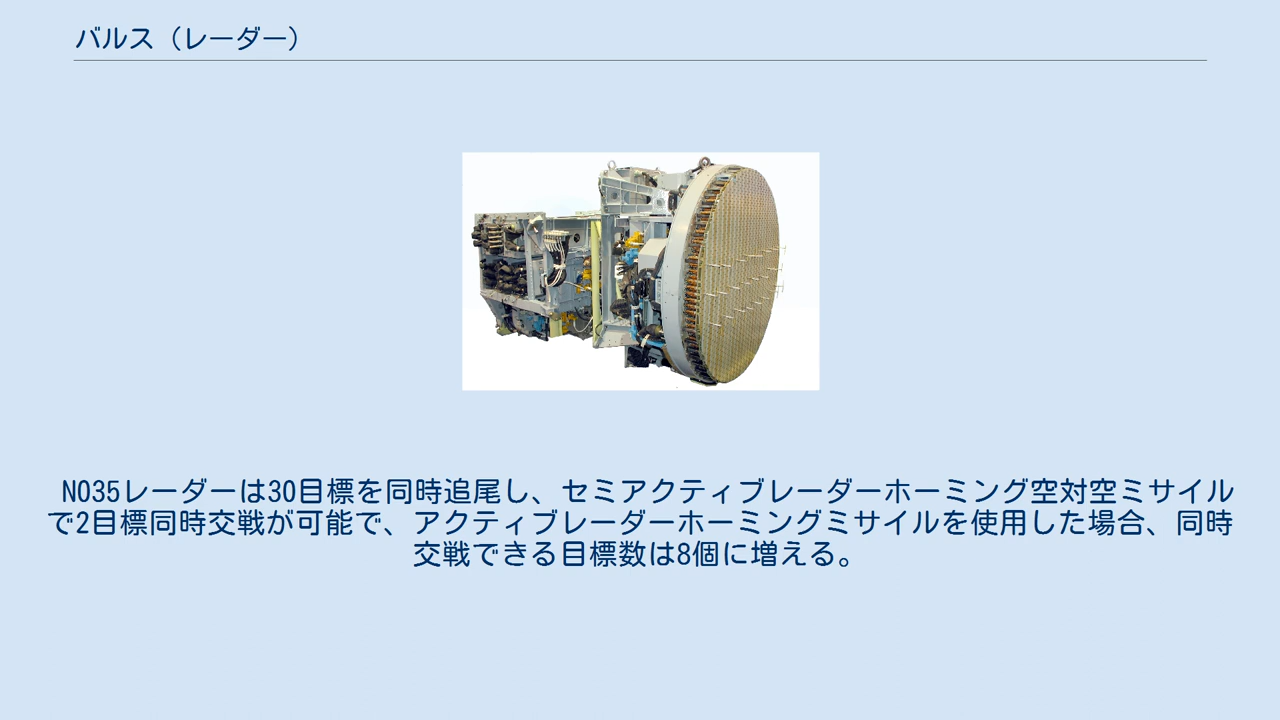 バルス（レーダー）
N035レーダーは30目標を同時追尾し、セミアクティブレーダーホーミング空対空ミサイル
で2目標同時交戦が可能で、アクティブレーダーホーミングミサイルを使用した場合、同時
交戦できる目標数は8個に増える。